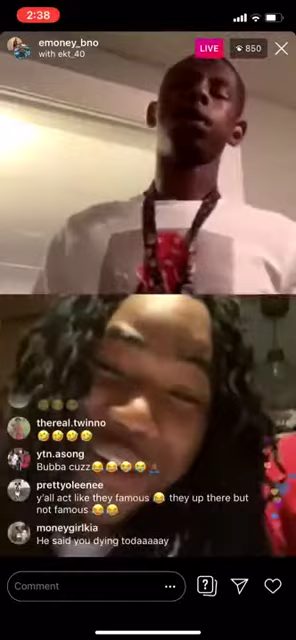 2:38
emoney_bno
with ekt_40
LIVE
850
thereal.twinno
🤣🤣🤣🤣
ytn.asong
Bubba cuzz😂😂😂😂
prettyoleenee
y'all act like they famous 😂 they up there but
not famous 😂😂
moneygirlkia
He said you dying todaaaaay
Comment